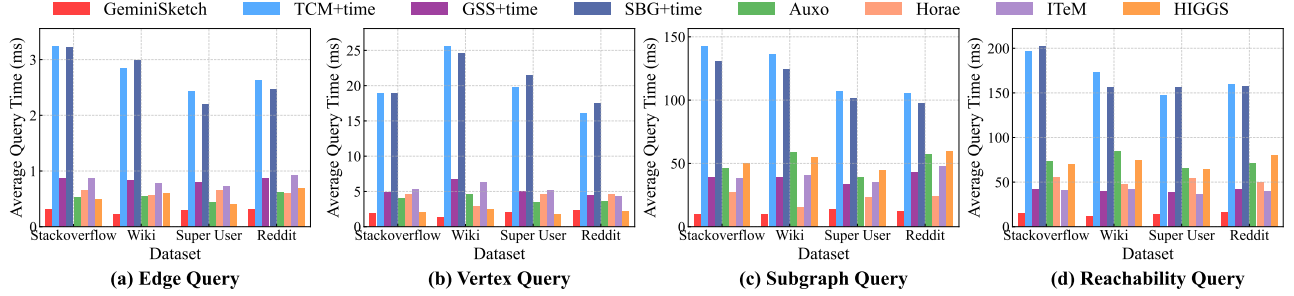 GeminiSketch TCM+time GSS+time SBG+time Auxo Horae ITeM HIGGS
Average Query Time (ms)
3
2
1
0
Stackoverflow Wiki Super User Reddit
Dataset
(a) Edge Query
Average Query Time (ms)
25
20
15
10
5
0
Stackoverflow Wiki Super User Reddit
Dataset
(b) Vertex Query
Average Query Time (ms)
150
100
50
0
Stackoverflow Wiki Super User Reddit
Dataset
(c) Subgraph Query
Average Query Time (ms)
200
150
100
50
0
Stackoverflow Wiki Super User Reddit
Dataset
(d) Reachability Query